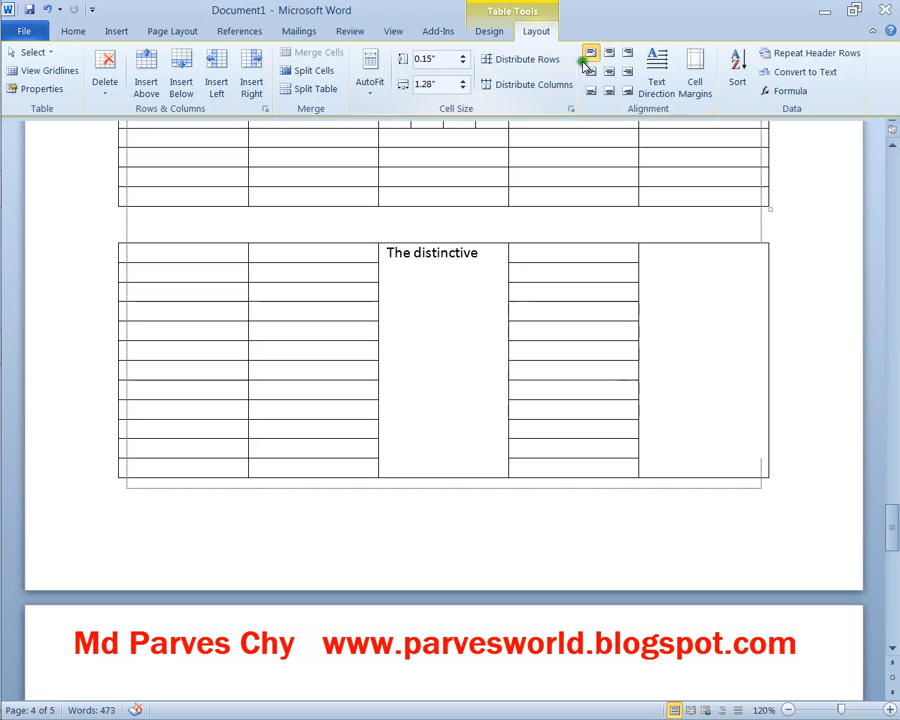 Document1 - Microsoft Word
Table Tools
File Home Insert Page Layout References Mailings Review View Add-Ins Design Layout
Select
View Gridlines
Properties
Table
Delete
Insert Above
Insert Below
Insert Left
Insert Right
Rows & Columns
Merge Cells
Split Cells
Split Table
Merge
AutoFit
0.15"
1.28"
Distribute Rows
Distribute Columns
Cell Size
Text Direction
Cell Margins
Alignment
Sort
Repeat Header Rows
Convert to Text
Formula
Data
The distinctive
Md Parves Chy www.parvesworld.blogspot.com
Page: 4 of 5 Words: 473 120%